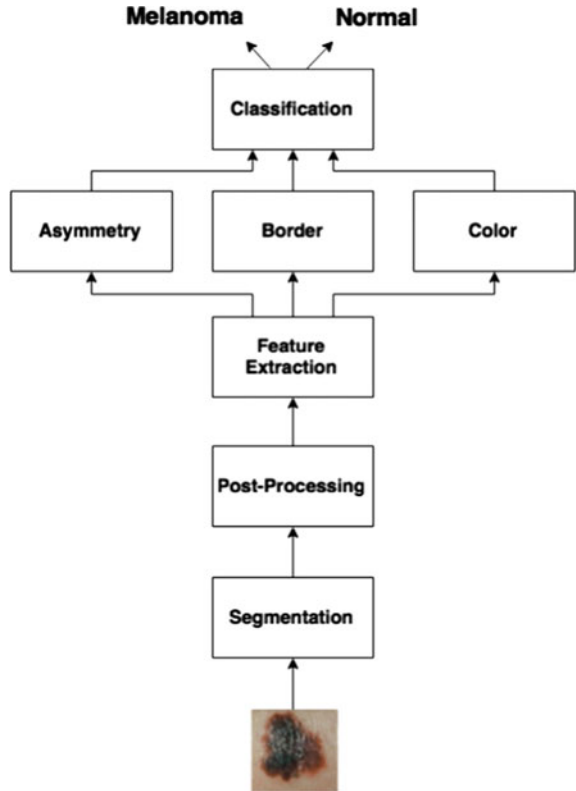 Melanoma Normal
Classification
Asymmetry Border Color
Feature
Extraction
Post-Processing
Segmentation